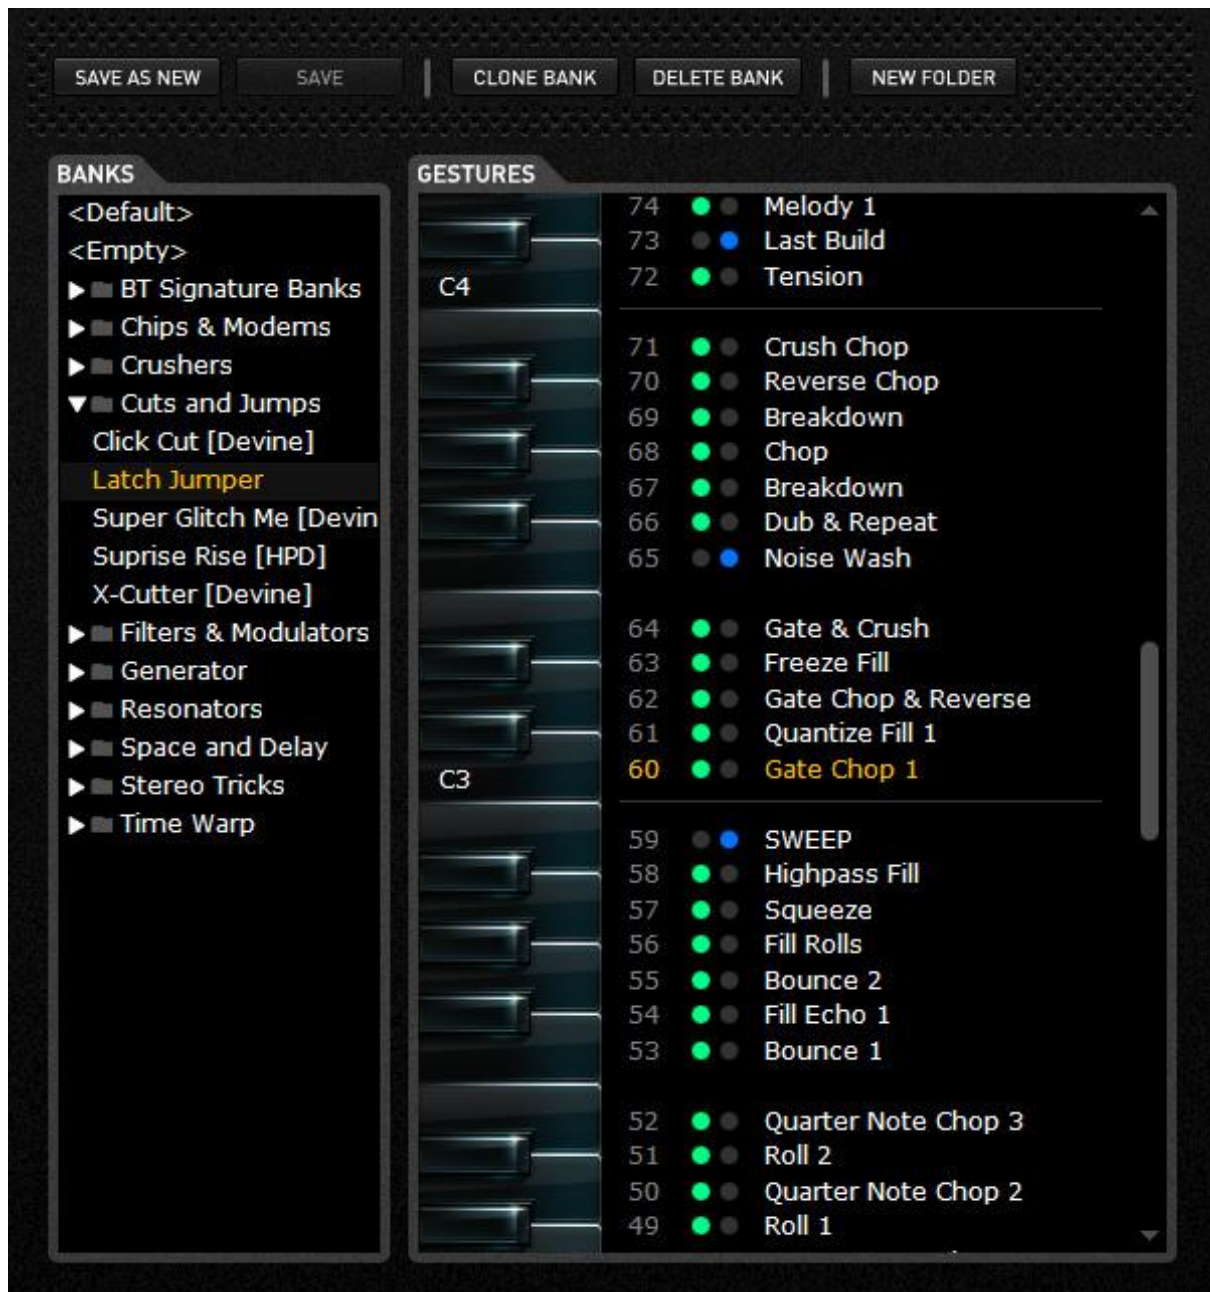 SAVE AS NEW SAVE CLONE BANK DELETE BANK NEW FOLDER
BANKS
<Default>
<Empty>
BT Signature Banks
Chips & Modems
Crushers
Cuts and Jumps
Click Cut [Devine]
Latch Jumper
Super Glitch Me [Devin
Suprise Rise [HPD]
X-Cutter [Devine]
Filters & Modulators
Generator
Resonators
Space and Delay
Stereo Tricks
Time Warp
GESTURES
74 Melody 1
73 Last Build
C4 72 Tension
71 Crush Chop
70 Reverse Chop
69 Breakdown
68 Chop
67 Breakdown
66 Dub & Repeat
65 Noise Wash
64 Gate & Crush
63 Freeze Fill
62 Gate Chop & Reverse
61 Quantize Fill 1
C3 60 Gate Chop 1
59 SWEEP
58 Highpass Fill
57 Squeeze
56 Fill Rolls
55 Bounce 2
54 Fill Echo 1
53 Bounce 1
52 Quarter Note Chop 3
51 Roll 2
50 Quarter Note Chop 2
49 Roll 1